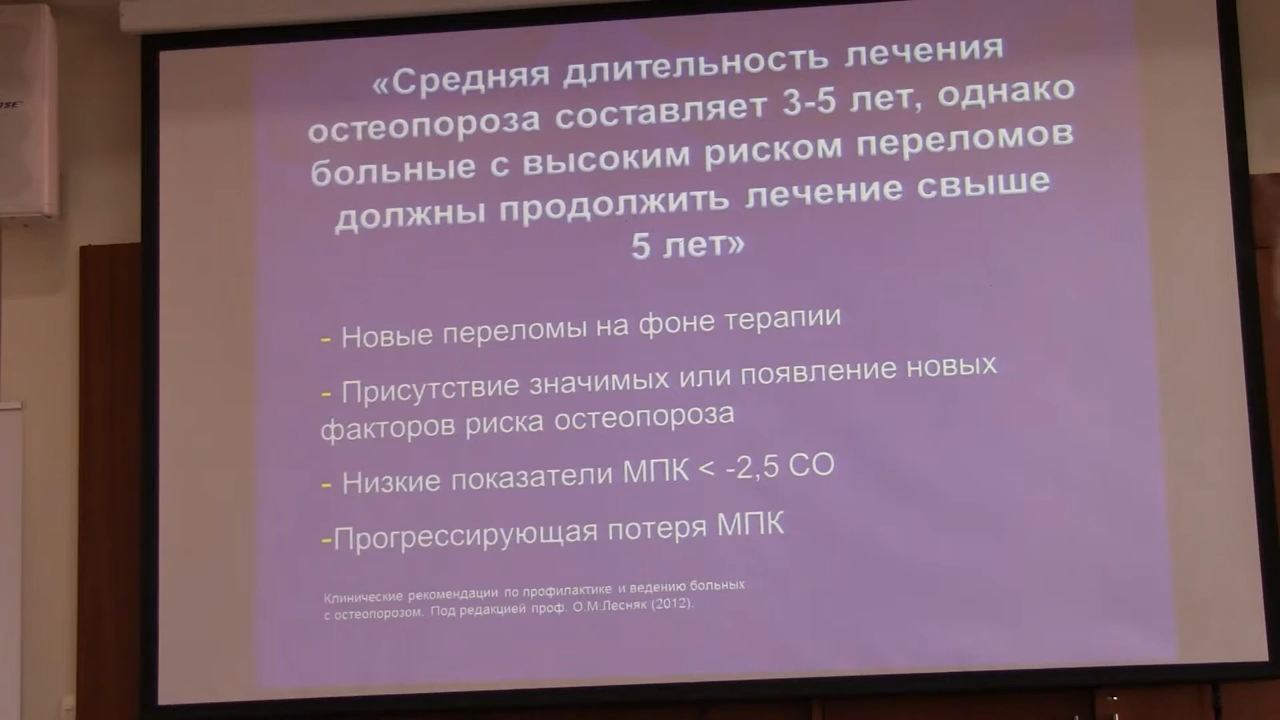 «Средняя длительность лечения
остеопороза составляет 3-5 лет, однако
больные с высоким риском переломов
должны продолжить лечение свыше
5 лет»
- Новые переломы на фоне терапии
- Присутствие значимых или появление новых
факторов риска остеопороза
- Низкие показатели МПК < -2,5 СО
-Прогрессирующая потеря МПК
Клинические рекомендации по профилактике и ведению больных
с остеопорозом. Под редакцией проф. О.М.Лесняк (2012).